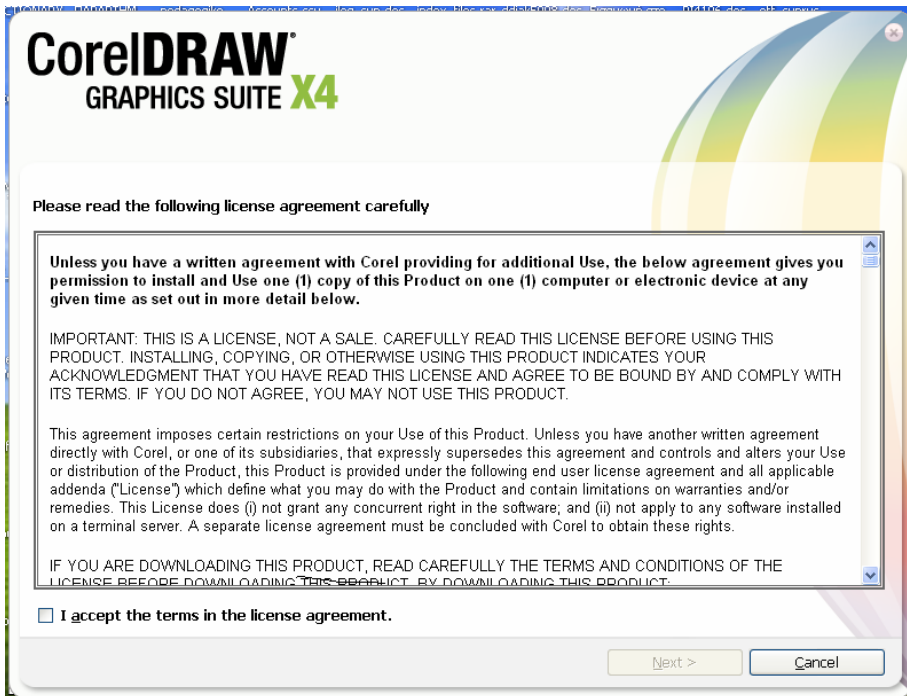 CorelDRAW
GRAPHICS SUITE X4
Please read the following license agreement carefully
Unless you have a written agreement with Corel providing for additional Use, the below agreement gives you
permission to install and Use one (1) copy of this Product on one (1) computer or electronic device at any
given time as set out in more detail below.
IMPORTANT: THIS IS A LICENSE, NOT A SALE. CAREFULLY READ THIS LICENSE BEFORE USING THIS
PRODUCT. INSTALLING, COPYING, OR OTHERWISE USING THIS PRODUCT INDICATES YOUR
ACKNOWLEDGMENT THAT YOU HAVE READ THIS LICENSE AND AGREE TO BE BOUND BY AND COMPLY WITH
ITS TERMS. IF YOU DO NOT AGREE, YOU MAY NOT USE THIS PRODUCT.
This agreement imposes certain restrictions on your Use of this Product. Unless you have another written agreement
directly with Corel, or one of its subsidiaries, that expressly supersedes this agreement and controls and alters your Use
or distribution of the Product, this Product is provided under the following end user license agreement and all applicable
addenda ("License") which define what you may do with the Product and contain limitations on warranties and/or
remedies. This License does (i) not grant any concurrent right in the software; and (ii) not apply to any software installed
on a terminal server. A separate license agreement must be concluded with Corel to obtain these rights.
IF YOU ARE DOWNLOADING THIS PRODUCT, READ CAREFULLY THE TERMS AND CONDITIONS OF THE
LICENSE BEFORE DOWNLOADING THIS PRODUCT. BY DOWNLOADING THIS PRODUCT:
I accept the terms in the license agreement.
Next >
Cancel